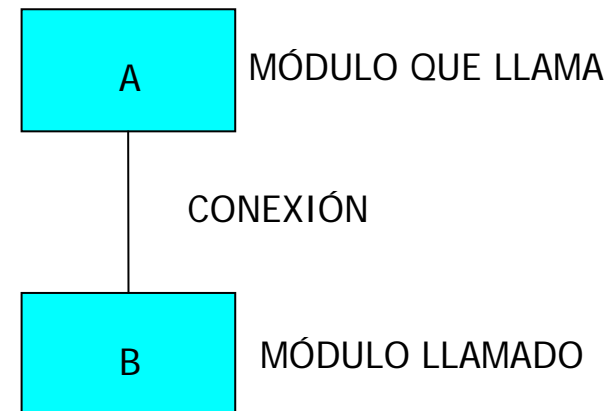 A
MÓDULO QUE LLAMA
CONEXIÓN
B
MÓDULO LLAMADO